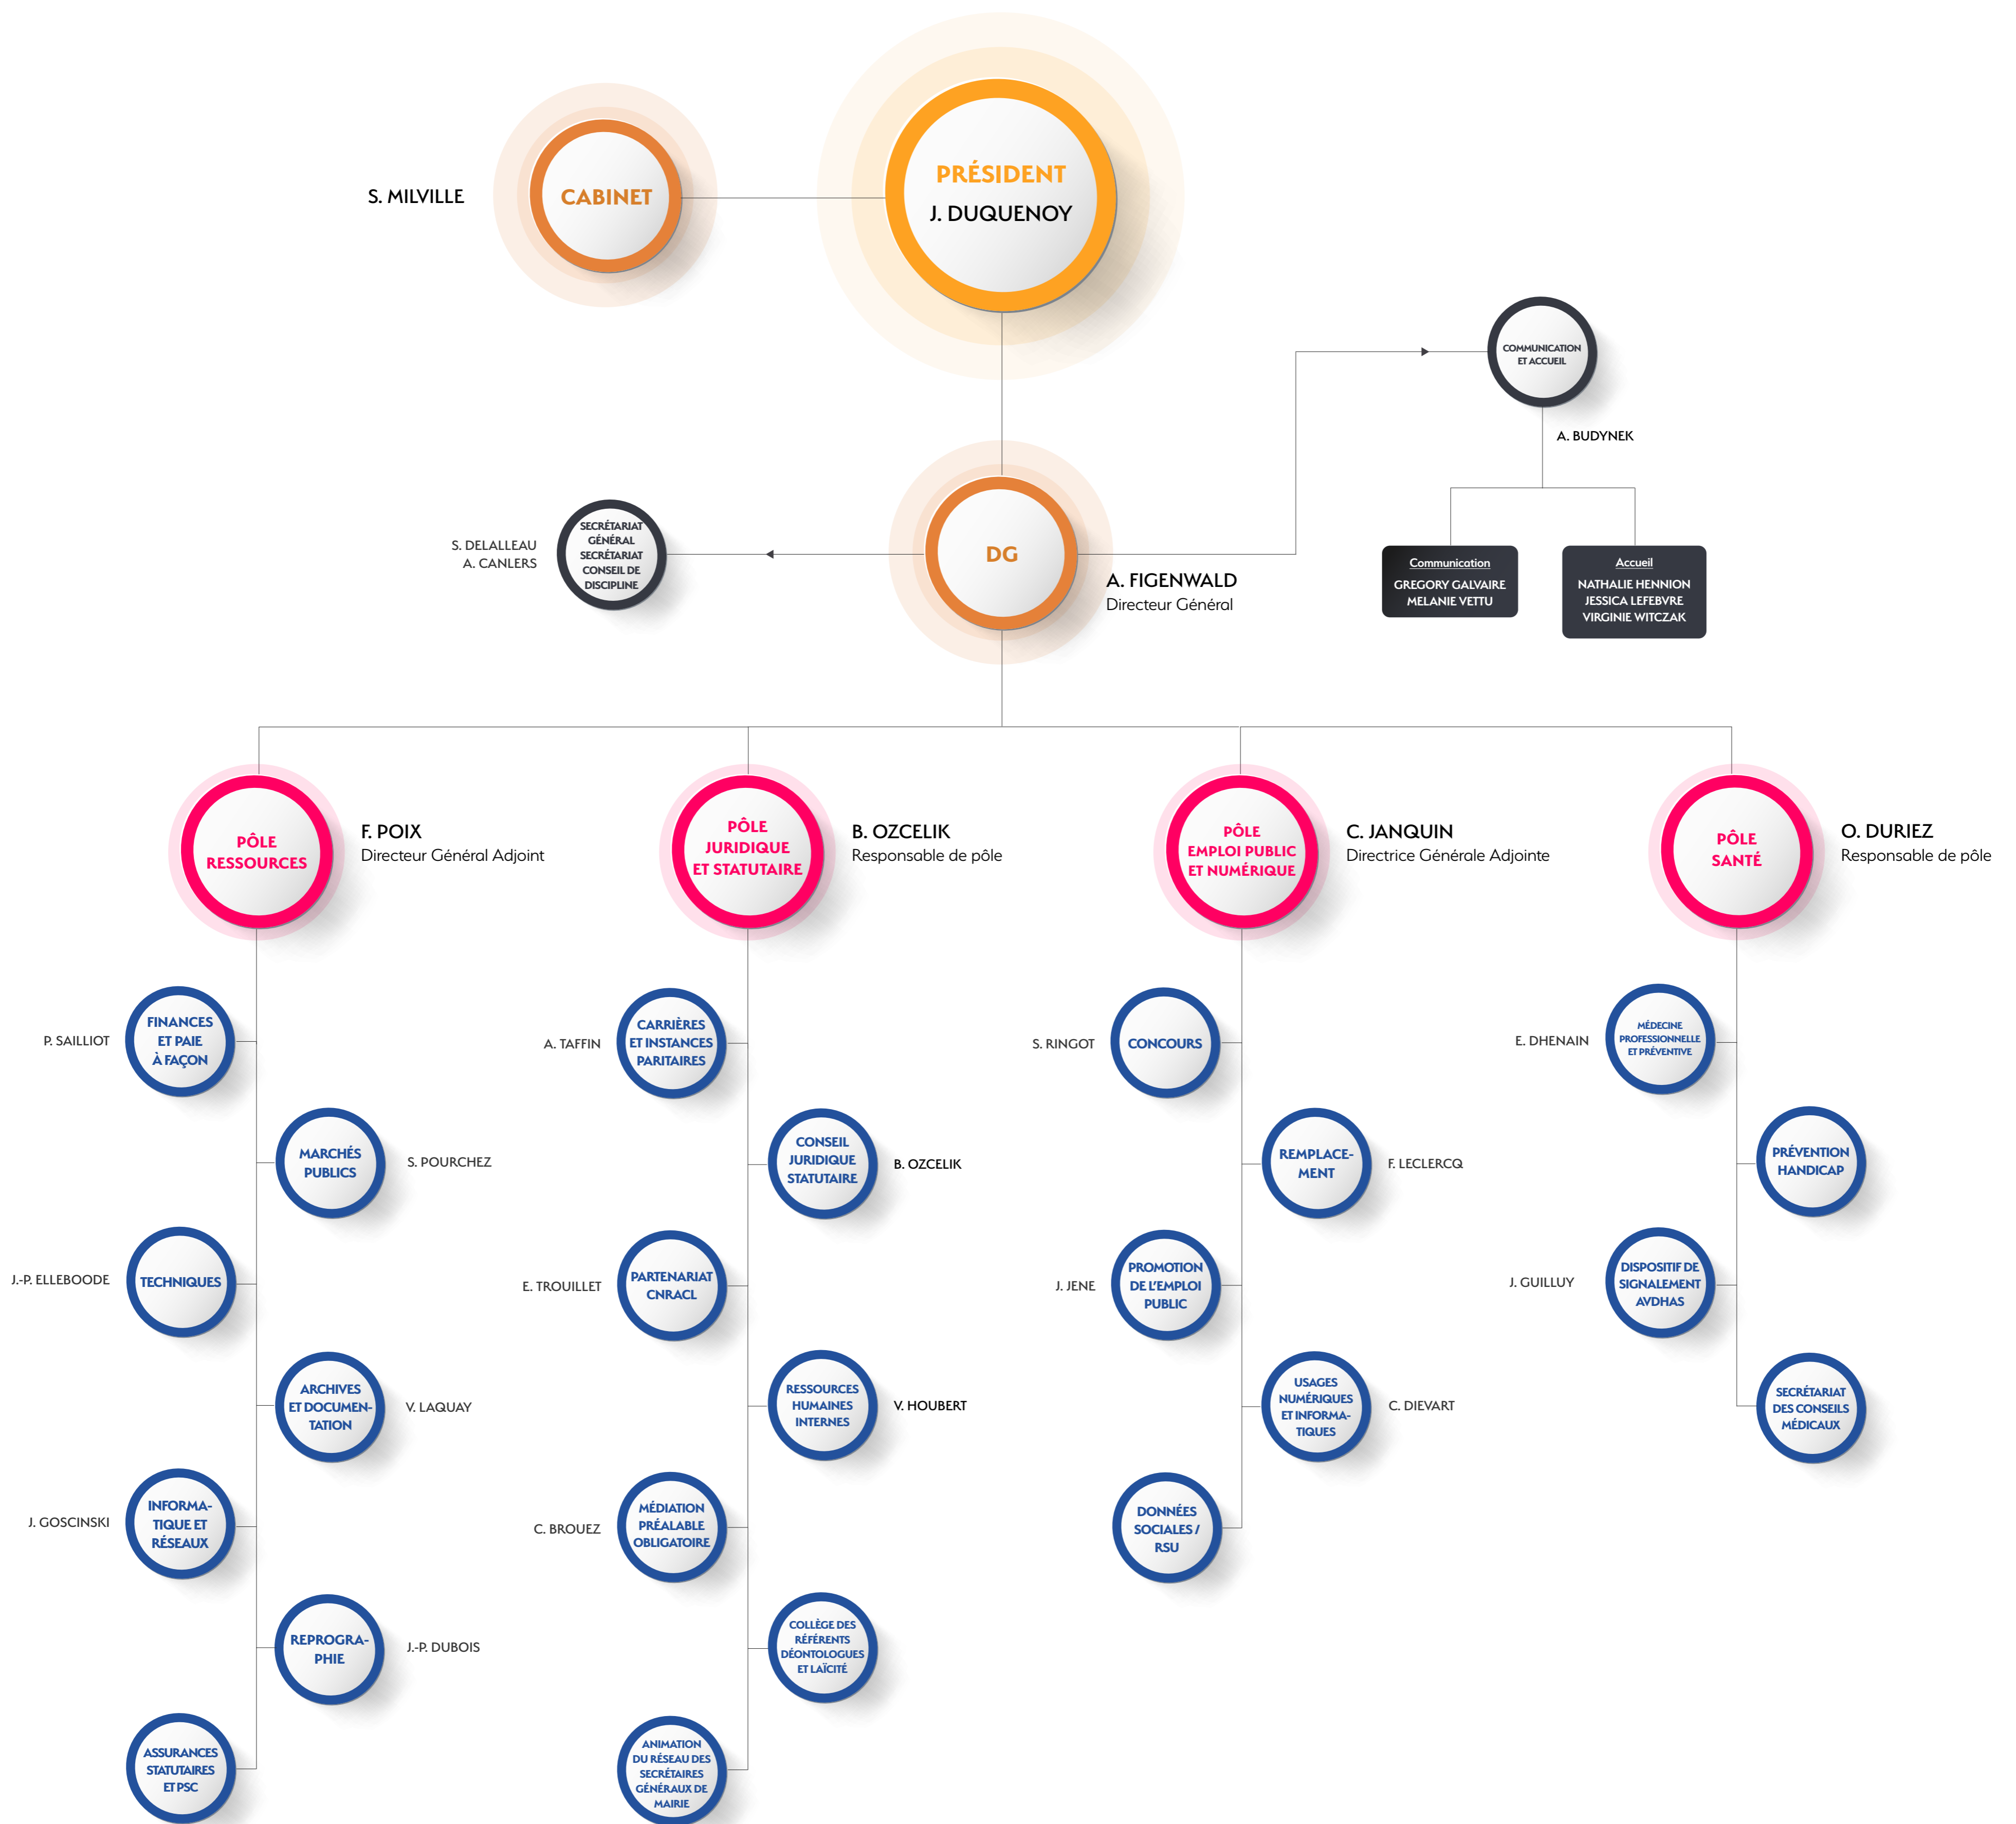 PRÉSIDENT
J. DUQUENOY
S. MILVILLE
CABINET
COMMUNICATION
ET ACCUEIL
A. BUDYNEK
Communication
GREGORY GALVAIRE
MELANIE VETTU
Accueil
NATHALIE HENNION
JESSICA LEFEBVRE
VIRGINIE WITCZAK
S. DELALLEAU
A. CANLERS
SECRÉTARIAT
GÉNÉRAL
SECRÉTARIAT
CONSEIL DE
DISCIPLINE
DG
A. FIGENWALD
Directeur Général
PÔLE
RESSOURCES
F. POIX
Directeur Général Adjoint
PÔLE
JURIDIQUE
ET STATUTAIRE
B. OZCELIK
Responsable de pôle
PÔLE
EMPLOI PUBLIC
ET NUMÉRIQUE
C. JANQUIN
Directrice Générale Adjointe
PÔLE
SANTÉ
O. DURIEZ
Responsable de pôle
P. SAILLIOT
FINANCES
ET PAIE
À FAÇON
MARCHÉS
PUBLICS
S. POURCHEZ
J.-P. ELLEBOODE
TECHNIQUES
ARCHIVES
ET DOCUMEN-
TATION
V. LAQUAY
J. GOSCINSKI
INFORMA-
TIQUE ET
RÉSEAUX
REPROGRA-
PHIE
J.-P. DUBOIS
ASSURANCES
STATUTAIRES
ET PSC
A. TAFFIN
CARRIÈRES
ET INSTANCES
PARITAIRES
CONSEIL
JURIDIQUE
STATUTAIRE
B. OZCELIK
E. TROUILLET
PARTENARIAT
CNRACL
RESSOURCES
HUMAINES
INTERNES
V. HOUBERT
C. BROUEZ
MÉDIATION
PRÉALABLE
OBLIGATOIRE
COLLÈGE DES
RÉFÉRENTS
DÉONTOLOGUES
ET LAÏCITÉ
ANIMATION
DU RÉSEAU DES
SECRÉTAIRES
GÉNÉRAUX DE
MAIRIE
S. RINGOT
CONCOURS
REMPLACE-
MENT
F. LECLERCQ
J. JENE
PROMOTION
DE L'EMPLOI
PUBLIC
USAGES
NUMÉRIQUES
ET INFORMA-
TIQUES
C. DIEVART
DONNÉES
SOCIALES /
RSU
E. DHENAIN
MÉDECINE
PROFESSIONNELLE
ET PRÉVENTIVE
PRÉVENTION
HANDICAP
J. GUILLUY
DISPOSITIF DE
SIGNALEMENT
AVDHAS
SECRÉTARIAT
DES CONSEILS
MÉDICAUX